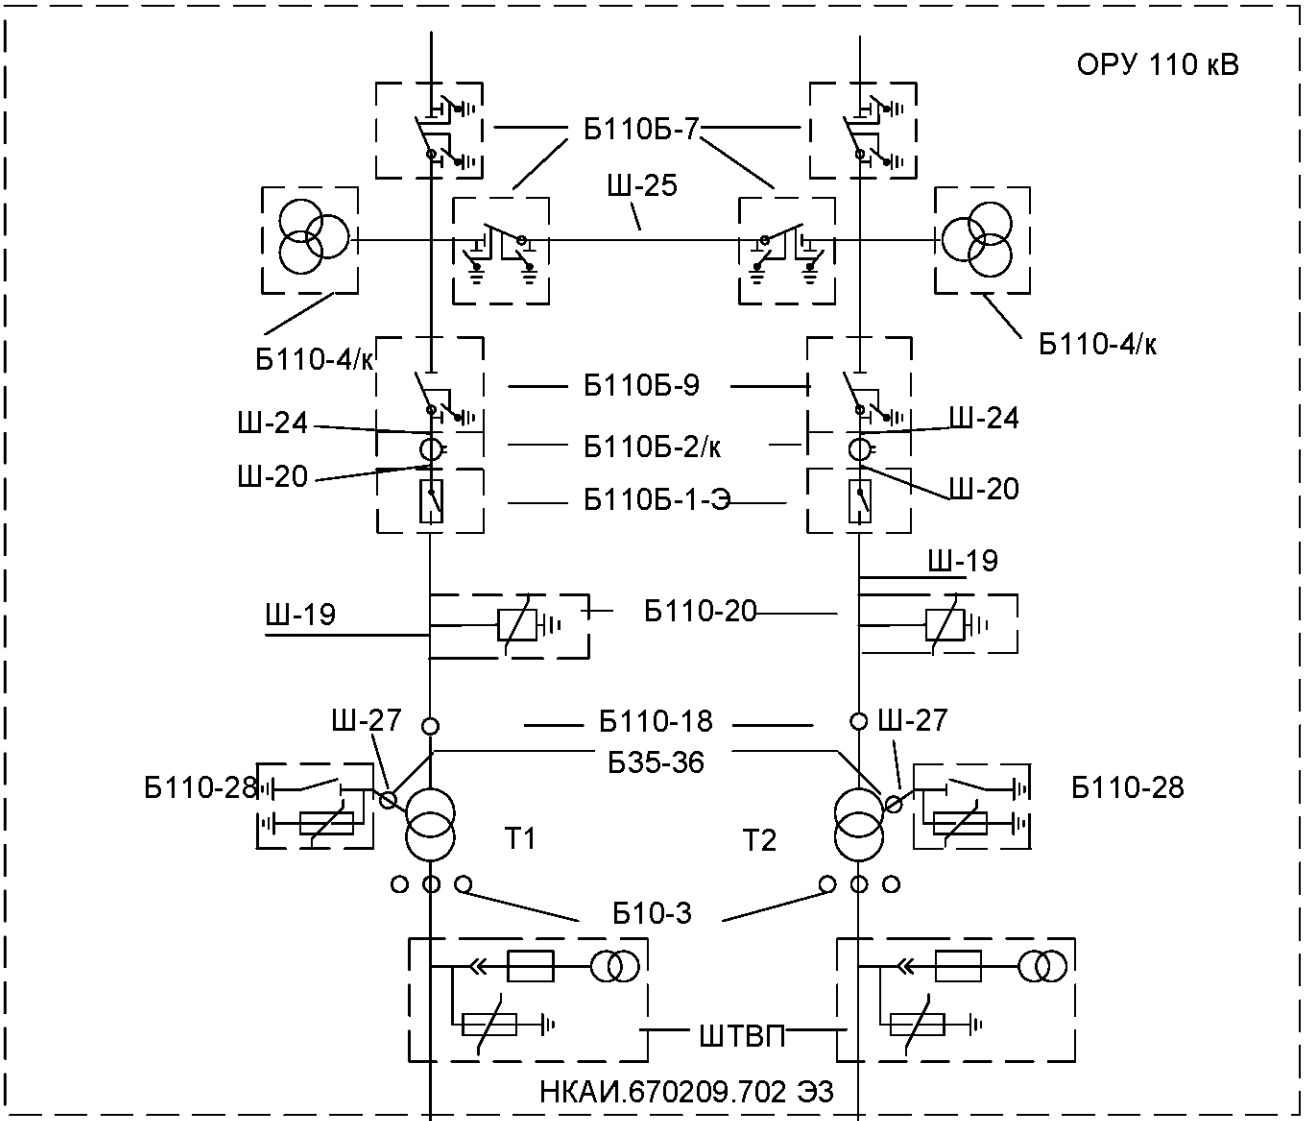 ОРУ 110 кВ
Б110Б-7
Ш-25
Б110-4/к
Б110-4/к
Б110Б-9
Ш-24
Ш-24
Б110Б-2/к
Ш-20
Ш-20
Б110Б-1-Э
Ш-19
Ш-19
Б110-20
Ш-27
Б110-18
Ш-27
Б35-36
Б110-28
Б110-28
Т1
Т2
Б10-3
ШТВП
НКАИ.670209.702 ЭЗ